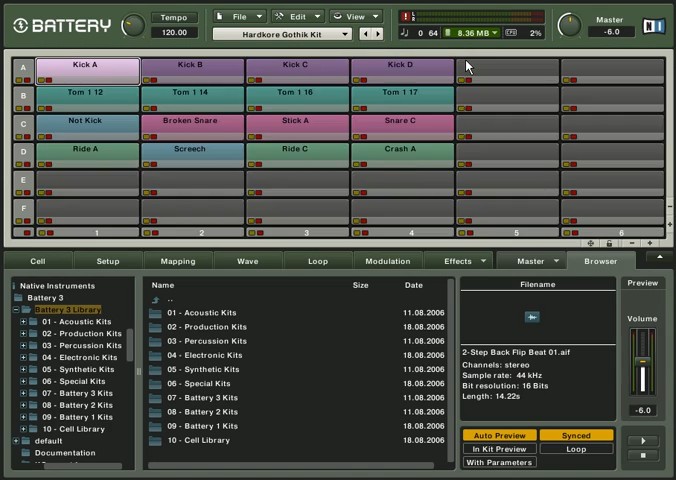 BATTERY
Tempo
120.00
File
Edit
View
Hardkore Gothik Kit
L
R
0 64
8.36 MB
CPU
2%
Master
-6.0
A
Kick A
Kick B
Kick C
Kick D
B
Tom 1 12
Tom 1 14
Tom 1 16
Tom 1 17
C
Not Kick
Broken Snare
Stick A
Snare C
D
Ride A
Screech
Ride C
Crash A
E
F
1 2 3 4 5 6
Cell
Setup
Mapping
Wave
Loop
Modulation
Effects
Master
Browser
Native Instruments
Battery 3
Battery 3 Library
01 - Acoustic Kits
02 - Production Kits
03 - Percussion Kits
04 - Electronic Kits
05 - Synthetic Kits
06 - Special Kits
07 - Battery 3 Kits
08 - Battery 2 Kits
09 - Battery 1 Kits
10 - Cell Library
default
Documentation
Name Size Date
..
01 - Acoustic Kits 11.08.2006
02 - Production Kits 18.08.2006
03 - Percussion Kits 11.08.2006
04 - Electronic Kits 18.08.2006
05 - Synthetic Kits 11.08.2006
06 - Special Kits 18.08.2006
07 - Battery 3 Kits 11.08.2006
08 - Battery 2 Kits 11.08.2006
09 - Battery 1 Kits 18.08.2006
10 - Cell Library 18.08.2006
Filename
2-Step Back Flip Beat 01.aif
Channels: stereo
Sample rate: 44 kHz
Bit resolution: 16 Bits
Length: 14.22s
Auto Preview
Synced
In Kit Preview
Loop
With Parameters
Preview
Volume
-6.0